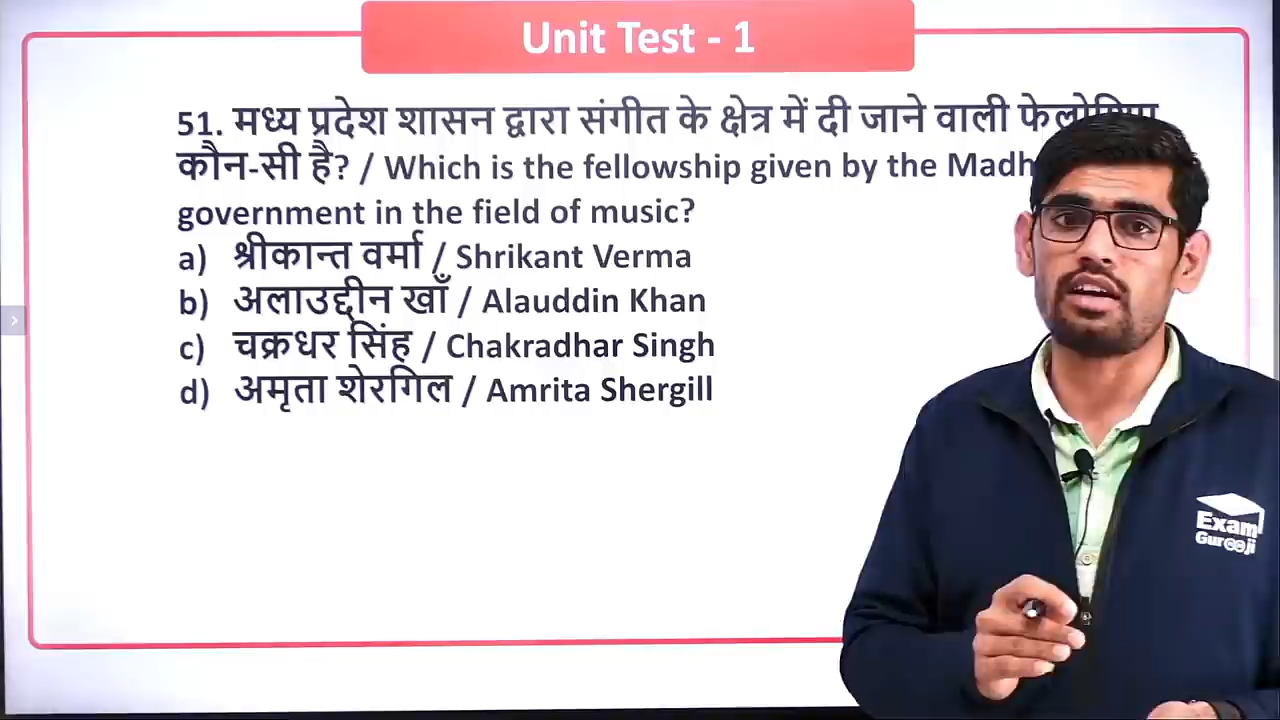 Unit Test - 1
51. मध्य प्रदेश शासन द्वारा संगीत के क्षेत्र में दी जाने वाली
कौन-सी है? / Which is the fellowship given by the
government in the field of music?
a) श्रीकान्त वर्मा / Shrikant Verma
b) अलाउद्दीन खाँ / Alauddin Khan
c) चक्रधर सिंह / Chakradhar Singh
d) अमृता शेरगिल / Amrita Shergill
Exam
Gurooji